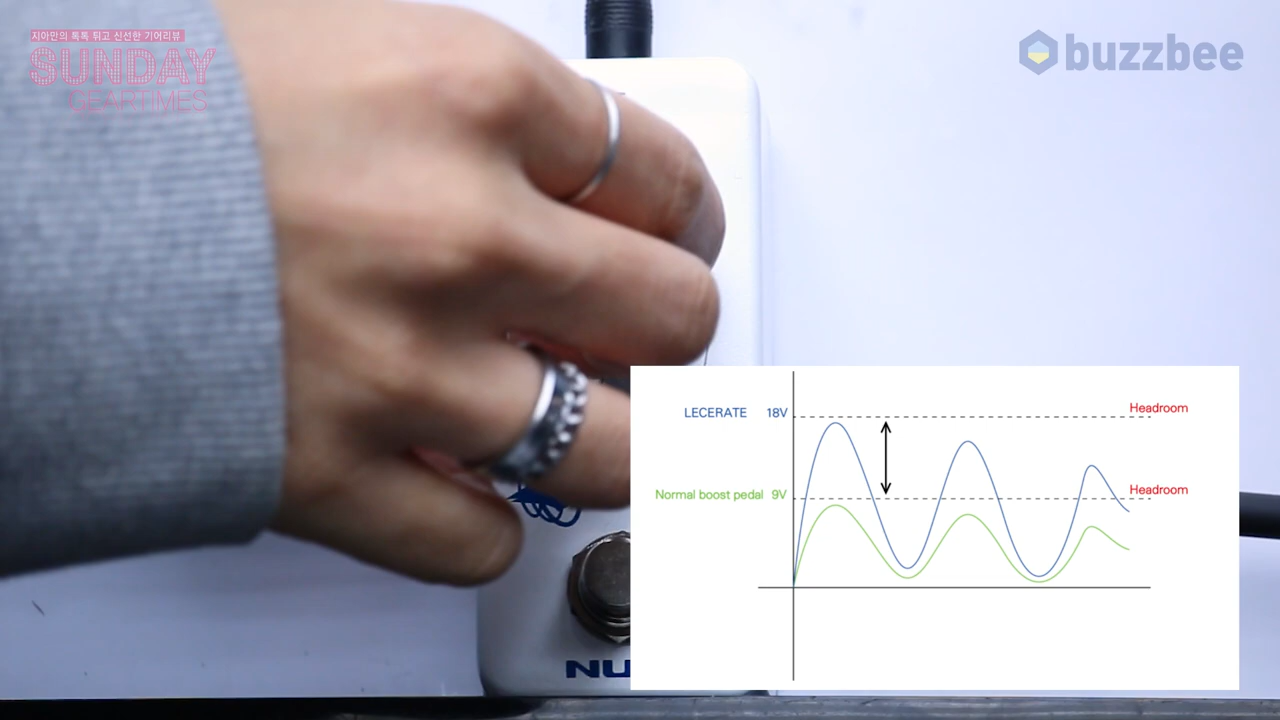 지아만의 톡톡 튀고 신선한 기어리뷰
SUNDAY
GEARTIMES
buzzbee
LECERATE 18V
Headroom
Normal boost pedal 9V
Headroom
NU